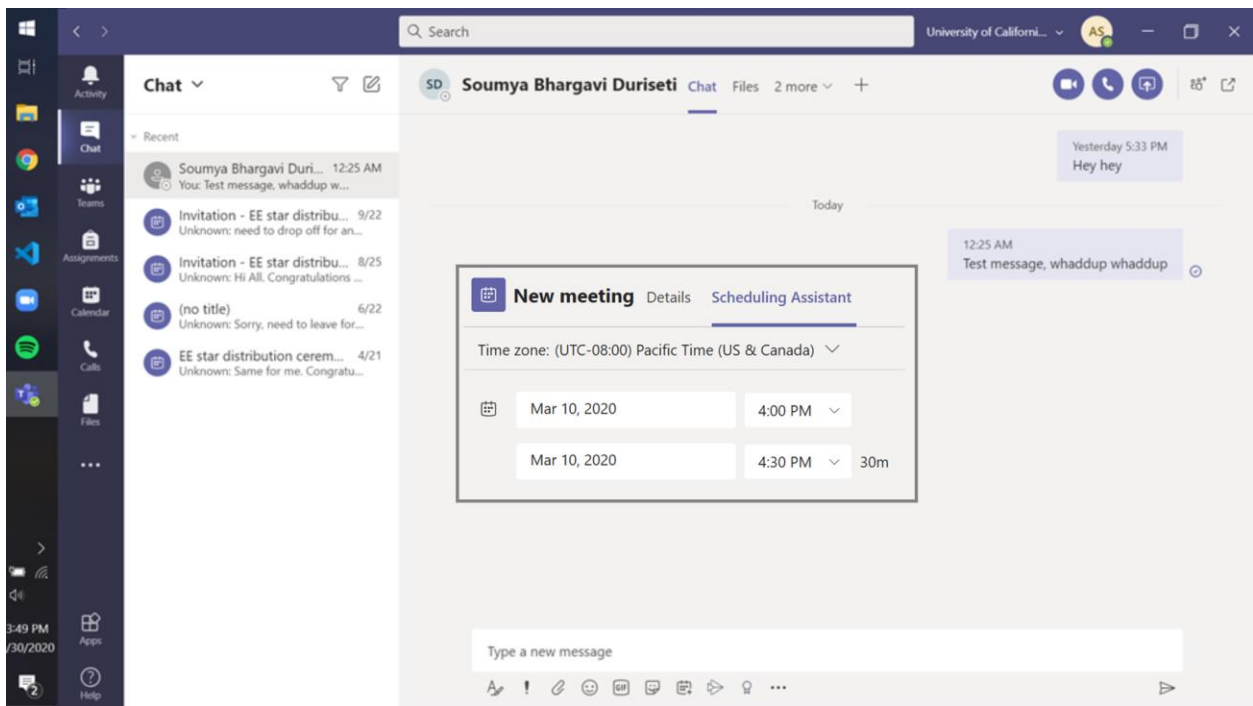 Search
University of Californi...
AS
Activity
Chat
Teams
Assignments
Calendar
Calls
Files
Apps
Help
3:49 PM
/30/2020
2
Chat
Recent
Soumya Bhargavi Duri... 12:25 AM
You: Test message, whaddup w...
Invitation - EE star distribu... 9/22
Unknown: need to drop off for an...
Invitation - EE star distribu... 8/25
Unknown: Hi All. Congratulations ...
(no title) 6/22
Unknown: Sorry, need to leave for...
EE star distribution cerem... 4/21
Unknown: Same for me. Congratu...
SD Soumya Bhargavi Duriseti Chat Files 2 more
Yesterday 5:33 PM
Hey hey
Today
12:25 AM
Test message, whaddup whaddup
New meeting Details Scheduling Assistant
Time zone: (UTC-08:00) Pacific Time (US & Canada)
Mar 10, 2020 4:00 PM
Mar 10, 2020 4:30 PM 30m
Type a new message
GIF